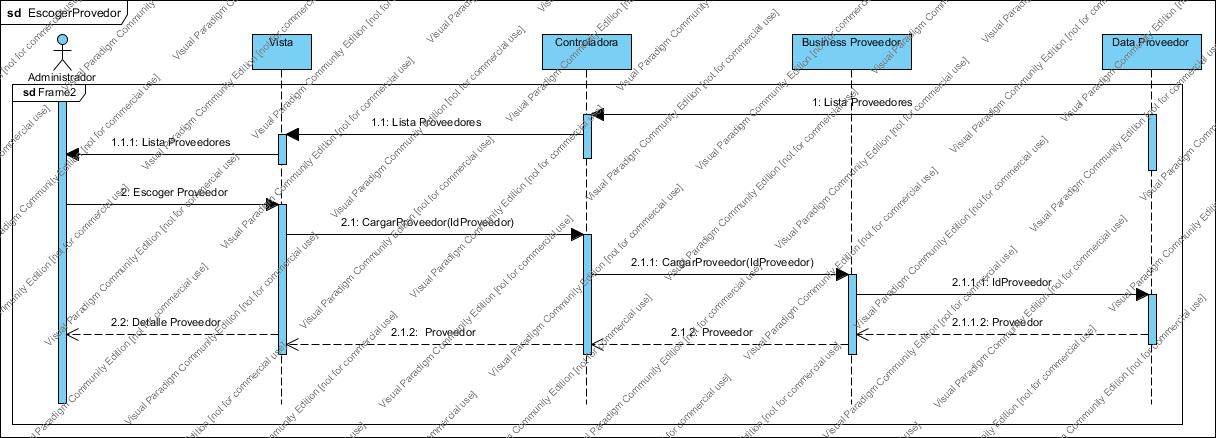 sd EscogerProvedor
Vista
Controladora
Business Proveedor
Data Proveedor
Administrador
sd Frame2
1: Lista Proveedores
1.1: Lista Proveedores
1.1.1: Lista Proveedores
2: Escoger Proveedor
2.1: CargarProveedor(IdProveedor)
2.1.1: CargarProveedor(IdProveedor)
2.1.1.1: IdProveedor
2.2: Detalle Proveedor
2.1.2: Proveedor
2.1.2: Proveedor
2.1.1.2: Proveedor
Visual Paradigm Community Edition [not for commercial use]